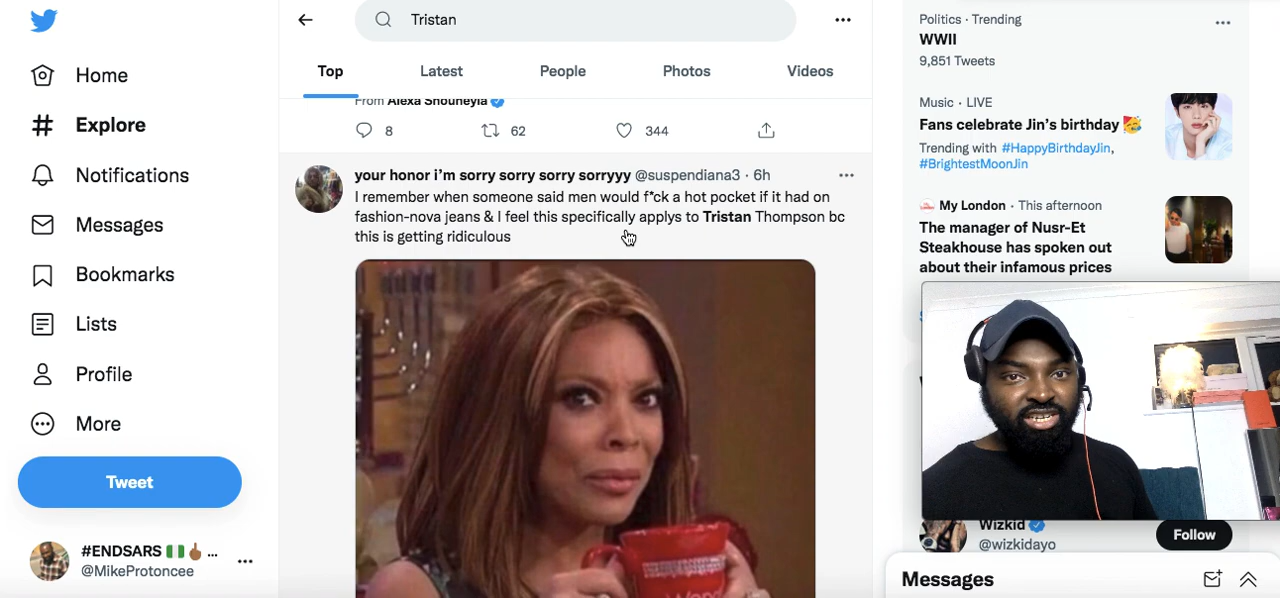 Home
Explore
Notifications
Messages
Bookmarks
Lists
Profile
More
Tweet
#ENDSARS 🇳🇬🖕🏾 ...
@MikeProtoncee
Tristan
Top Latest People Photos Videos
From Alexa Shouneyia
8 62 344
your honor i'm sorry sorry sorry sorryyy @suspendiana3 · 6h
I remember when someone said men would f*ck a hot pocket if it had on
fashion-nova jeans & I feel this specifically applys to Tristan Thompson bc
this is getting ridiculous
Politics · Trending
WWII
9,851 Tweets
Music · LIVE
Fans celebrate Jin's birthday 🥳
Trending with #HappyBirthdayJin,
#BrightestMoonJin
My London · This afternoon
The manager of Nusr-Et
Steakhouse has spoken out
about their infamous prices
Wizkid
@wizkidayo
Follow
Messages